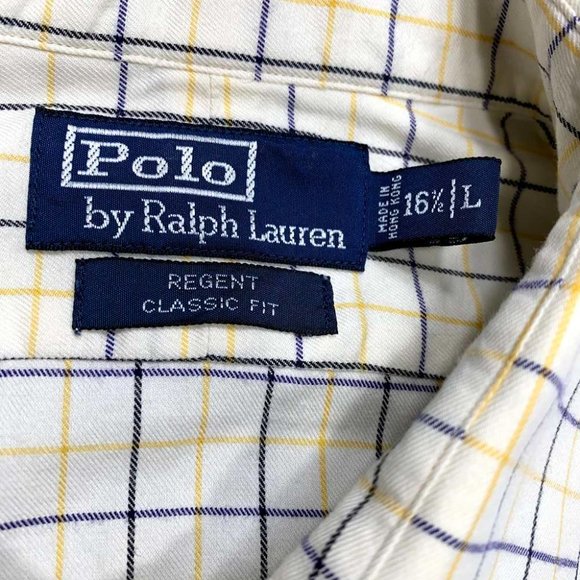 Polo
by Ralph Lauren
MADE IN
HONG KONG
16½ L
REGENT
CLASSIC FIT